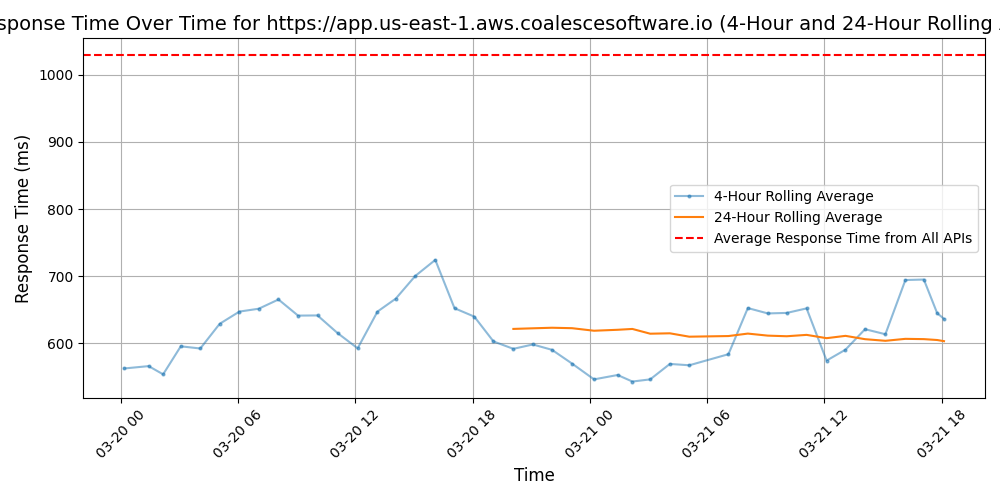 sponse Time Over Time for https://app.us-east-1.aws.coalescesoftware.io (4-Hour and 24-Hour Rolling
Response Time (ms)
1000
900
800
700
600
4-Hour Rolling Average
24-Hour Rolling Average
Average Response Time from All APIs
03-20 00
03-20 06
03-20 12
03-20 18
03-21 00
03-21 06
03-21 12
03-21 18
Time